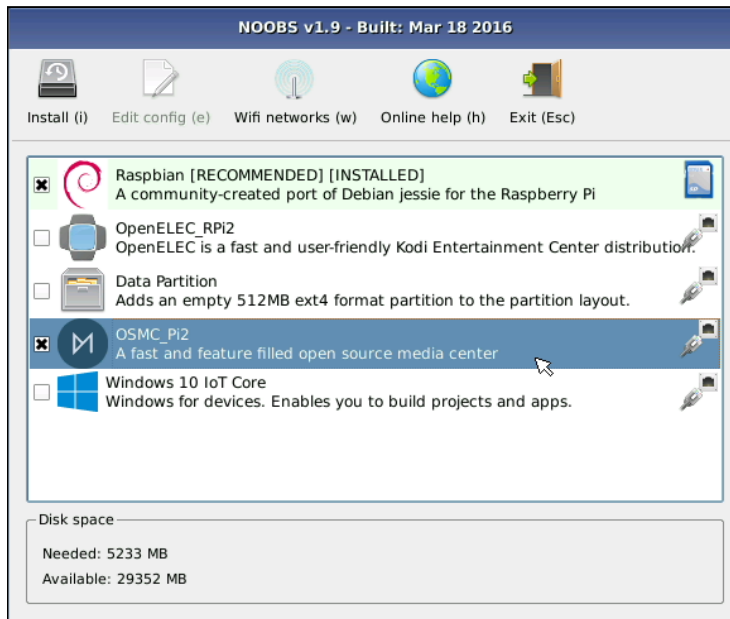 NOOBS v1.9 - Built: Mar 18 2016
Install (i)
Edit config (e)
Wifi networks (w)
Online help (h)
Exit (Esc)
Raspbian [RECOMMENDED] [INSTALLED]
A community-created port of Debian jessie for the Raspberry Pi
OpenELEC_RPi2
OpenELEC is a fast and user-friendly Kodi Entertainment Center distribution.
Data Partition
Adds an empty 512MB ext4 format partition to the partition layout.
OSMC_Pi2
A fast and feature filled open source media center
Windows 10 IoT Core
Windows for devices. Enables you to build projects and apps.
Disk space
Needed: 5233 MB
Available: 29352 MB